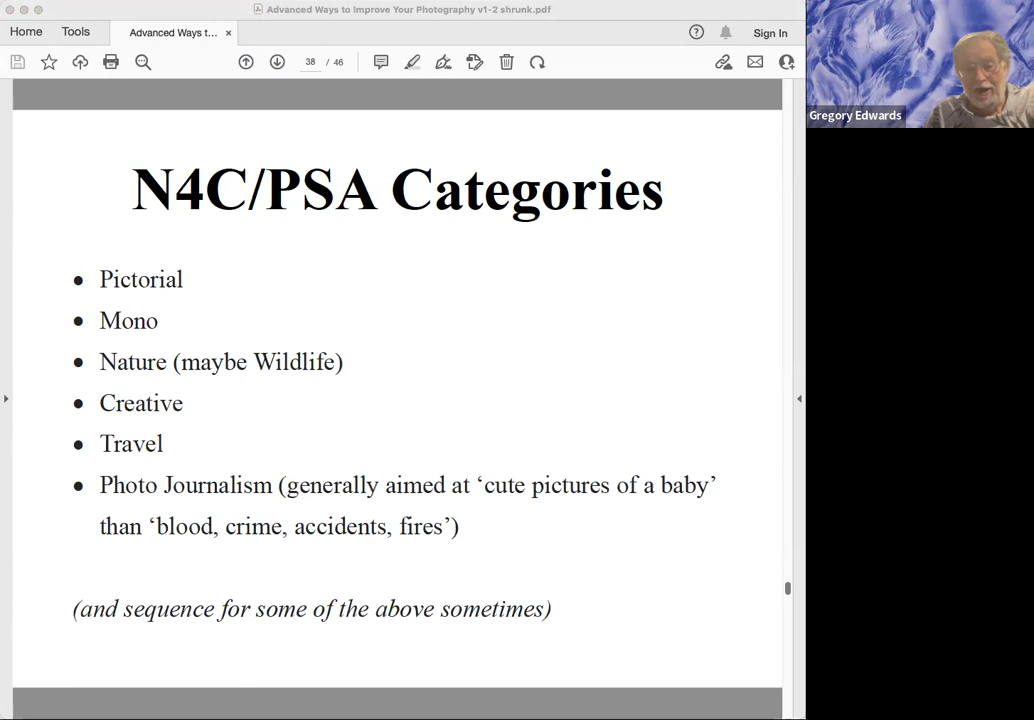 Advanced Ways to Improve Your Photography v1-2 shrunk.pdf
Home Tools Advanced Ways t... × Sign In
38 / 46
Gregory Edwards
N4C/PSA Categories
• Pictorial
• Mono
• Nature (maybe Wildlife)
• Creative
• Travel
• Photo Journalism (generally aimed at ‘cute pictures of a baby’
than ‘blood, crime, accidents, fires’)
(and sequence for some of the above sometimes)